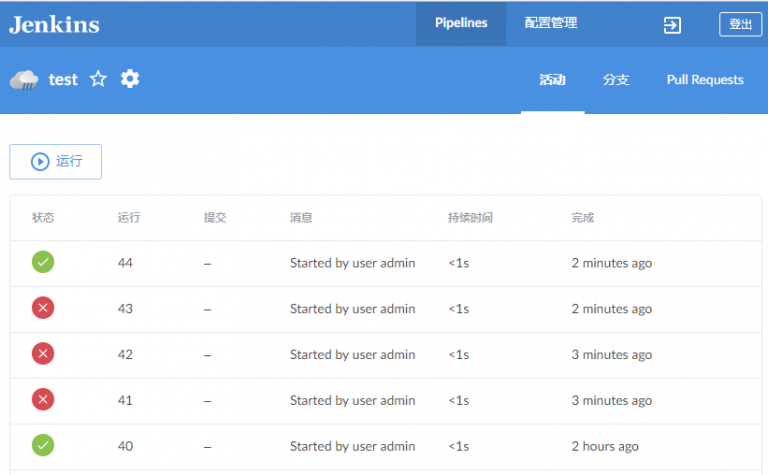 Jenkins Pipelines 配置管理 登出
test 活动 分支 Pull Requests
运行
状态 运行 提交 消息 持续时间 完成
44 – Started by user admin <1s 2 minutes ago
43 – Started by user admin <1s 2 minutes ago
42 – Started by user admin <1s 3 minutes ago
41 – Started by user admin <1s 3 minutes ago
40 – Started by user admin <1s 2 hours ago